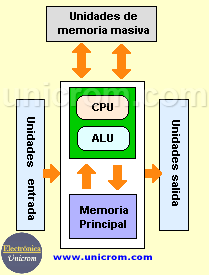 Unidades de
memoria masiva
unicrom.com
CPU
ALU
Unidades entrada
Unidades salida
Memoria
Principal
Electrónica
Unicrom
www.unicrom.com